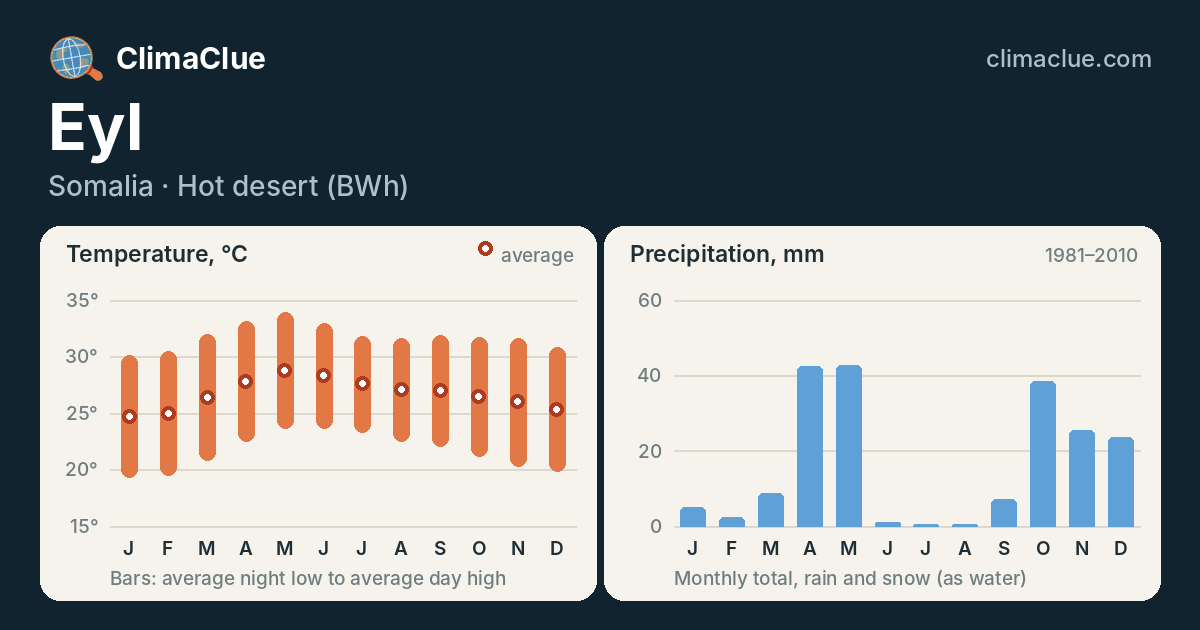 ClimaClue
climaclue.com
Eyl
Somalia · Hot desert (BWh)
Temperature, °C
average
35°
30°
25°
20°
15°
J F M A M J J A S O N D
Bars: average night low to average day high
Precipitation, mm
1981–2010
60
40
20
0
J F M A M J J A S O N D
Monthly total, rain and snow (as water)